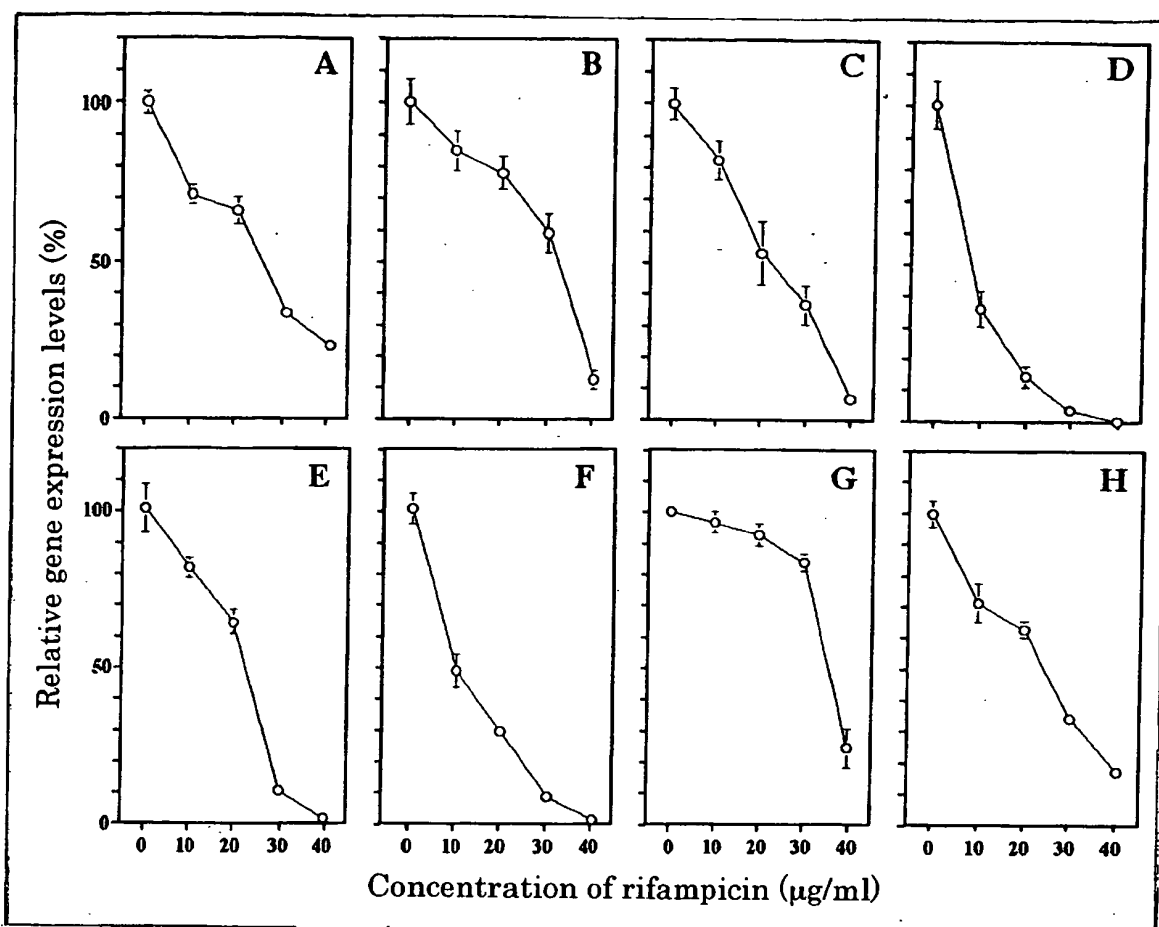 A B C D
100
50
0
E F G H
100
50
0
Relative gene expression levels (%)
0 10 20 30 40 0 10 20 30 40 0 10 20 30 40 0 10 20 30 40
Concentration of rifampicin (μg/ml)